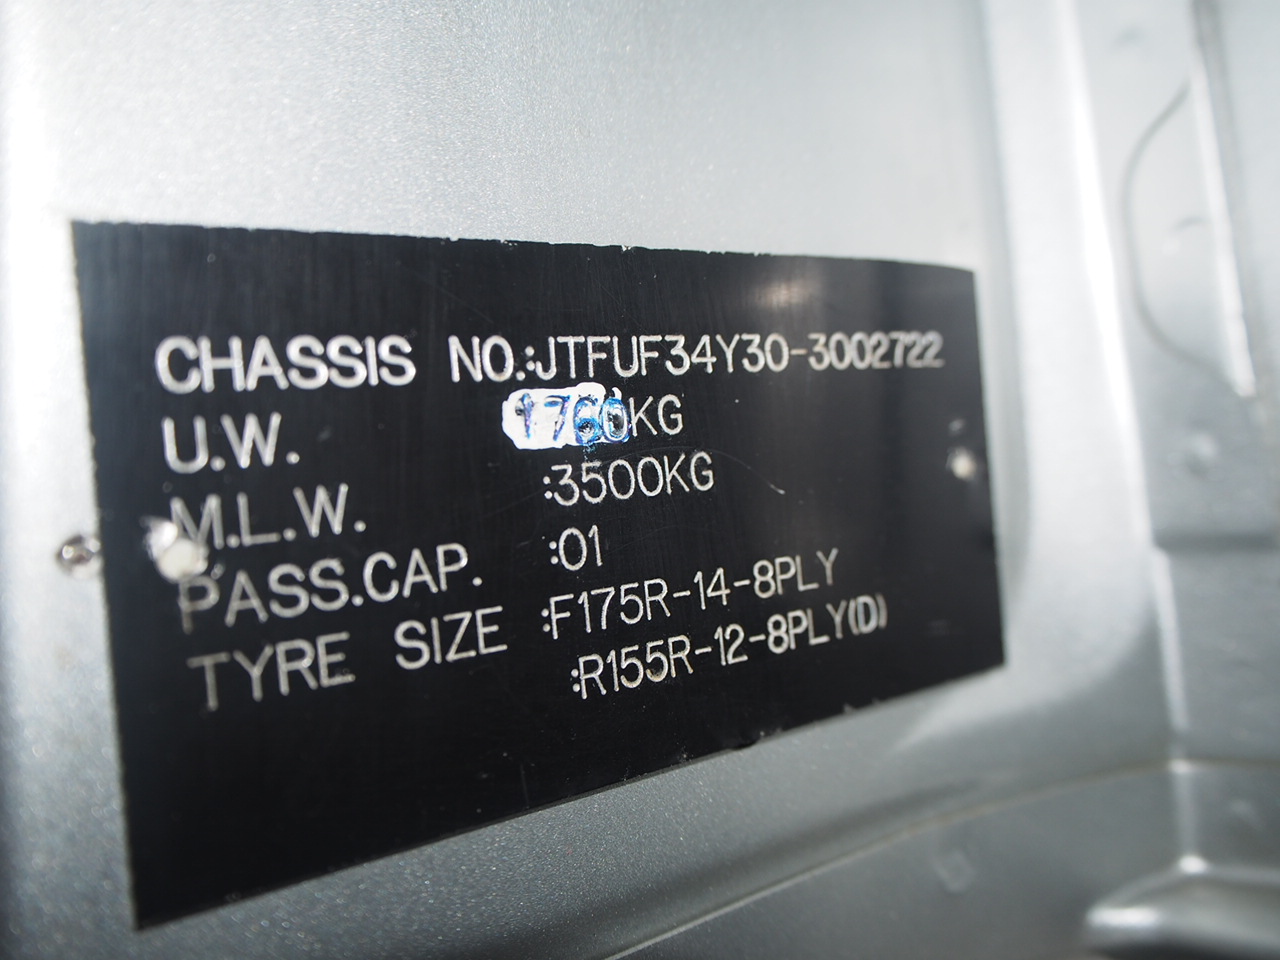 CHASSIS NO.:JTFUF34Y30-3002722
U.W. 1760KG
M.L.W. :3500KG
PASS.CAP. :01
TYRE SIZE :F175R-14-8PLY
:R155R-12-8PLY(D)